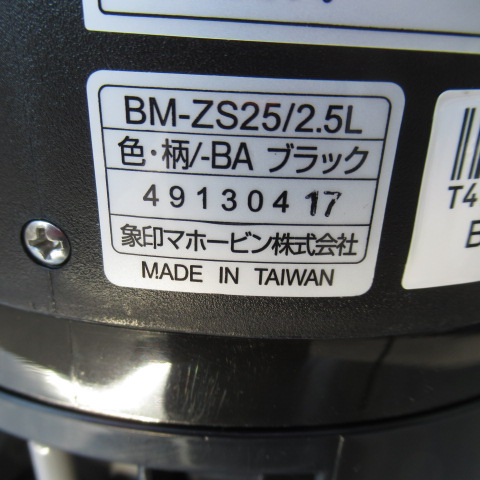 BM-ZS25/2.5L
色・柄/-BA ブラック
49130417
象印マホービン株式会社
MADE IN TAIWAN
T4
B